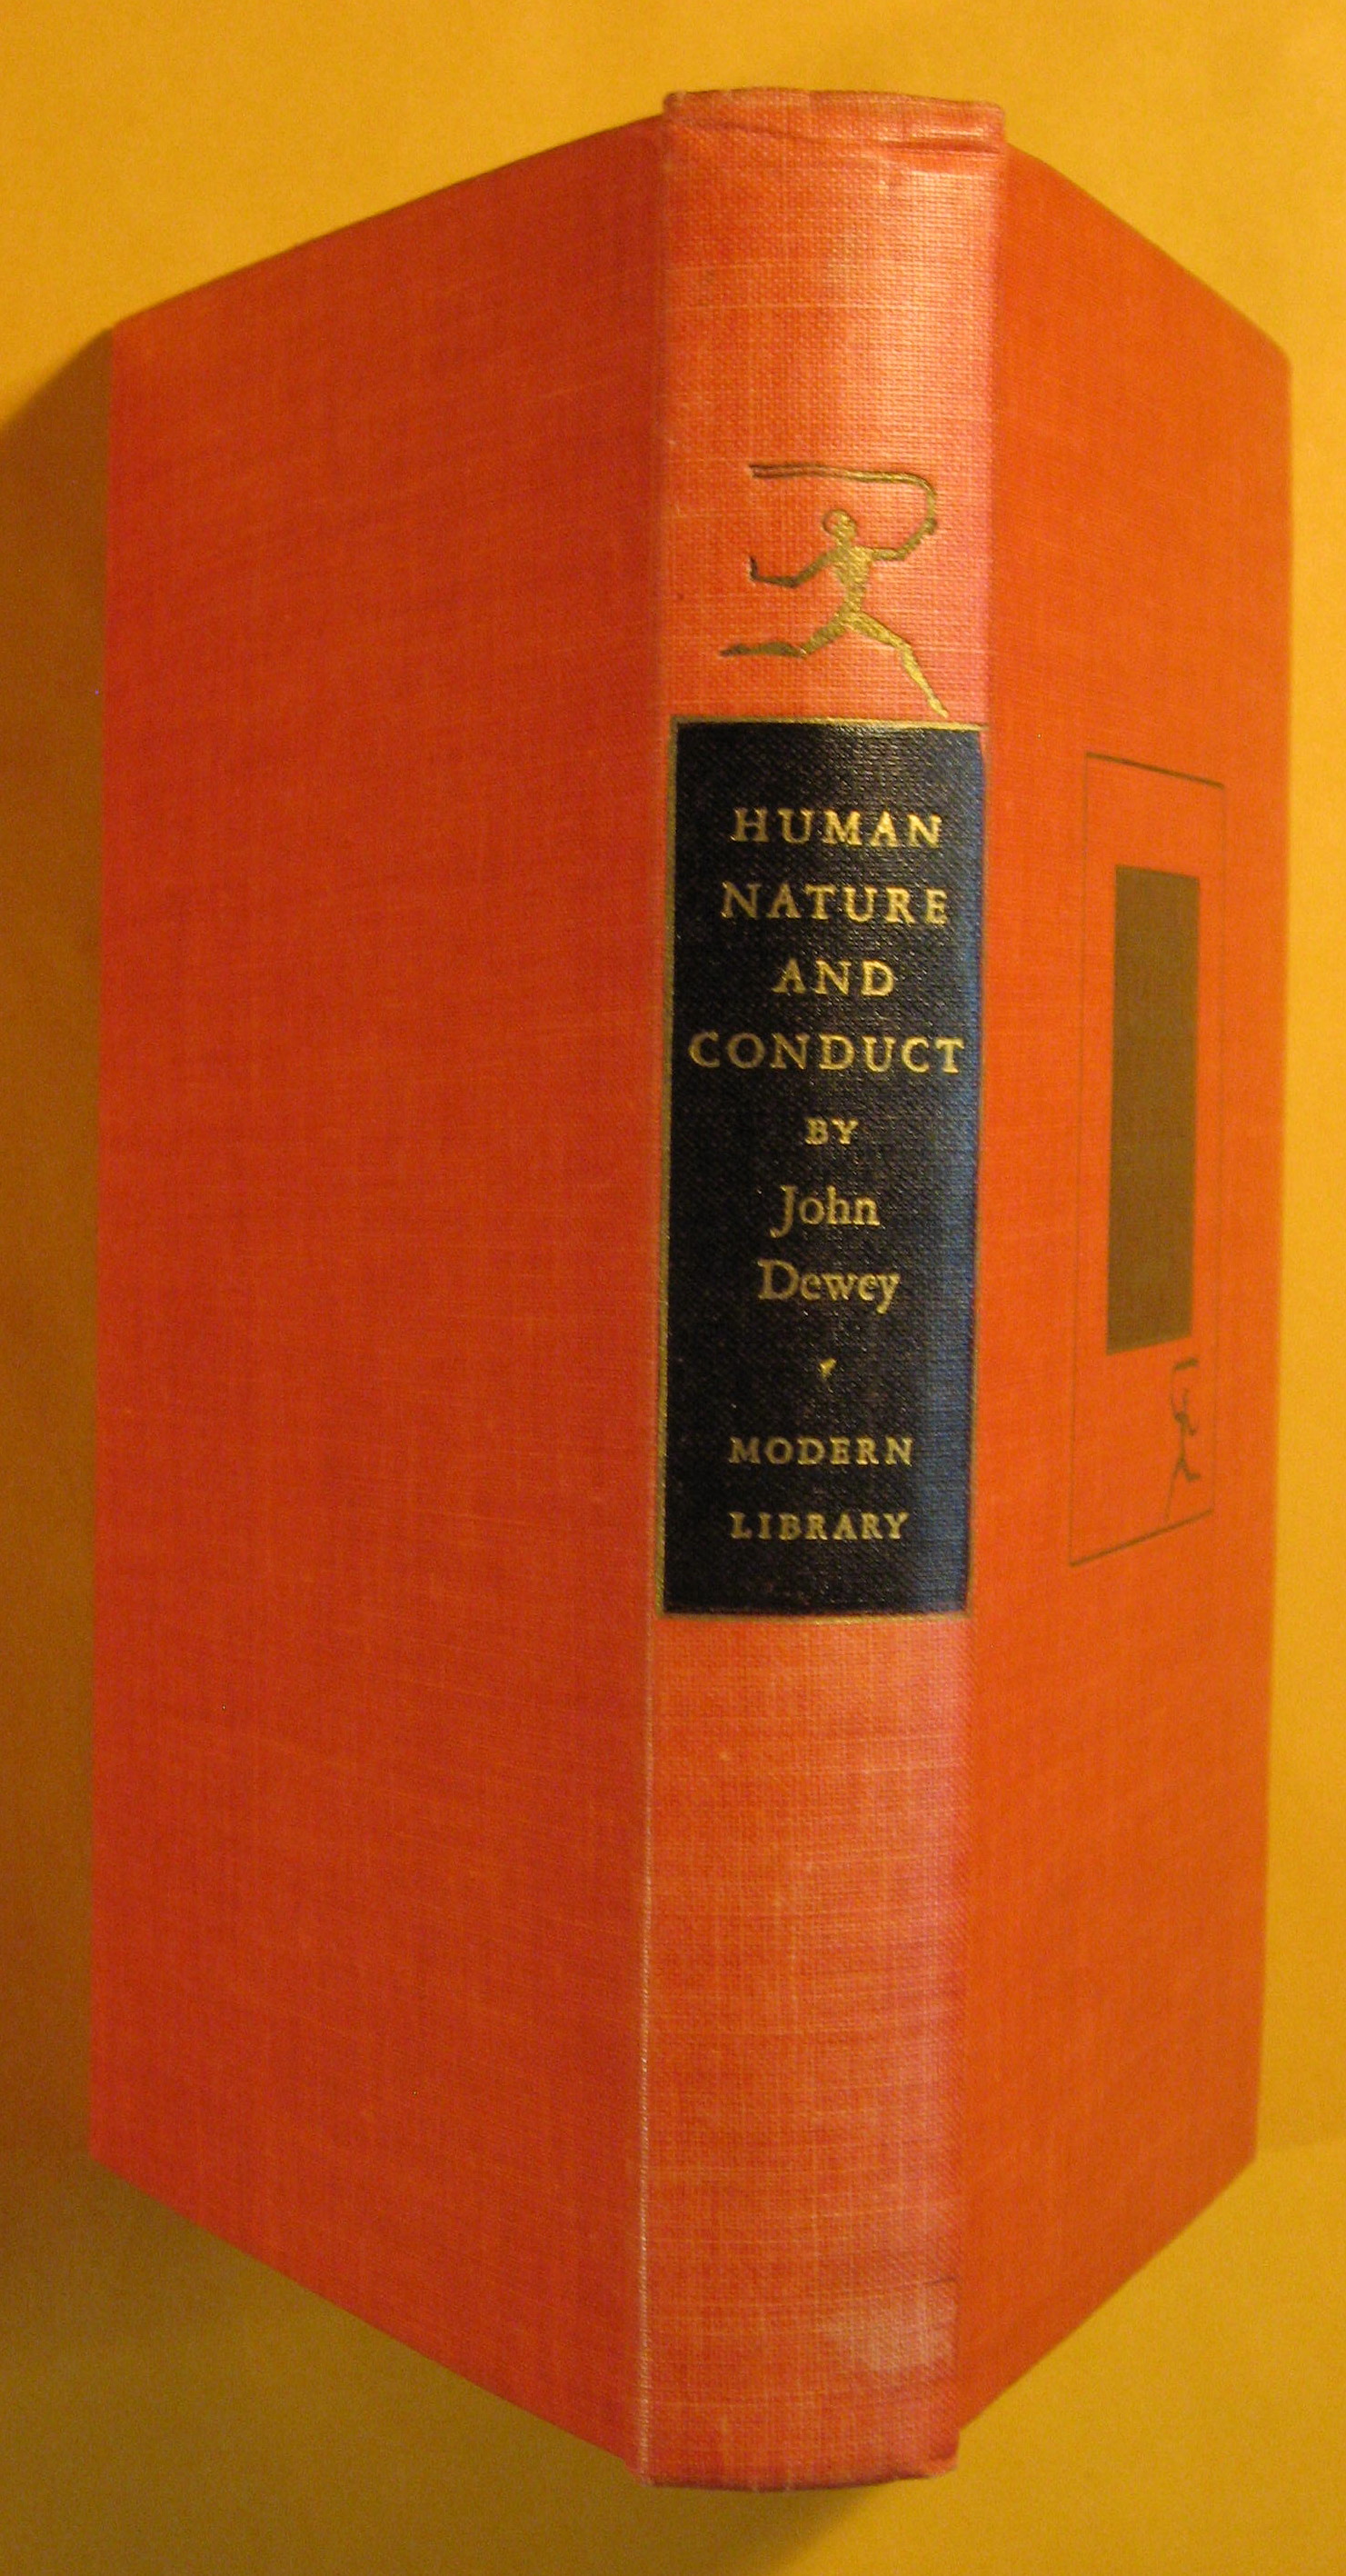 HUMAN
NATURE
AND
CONDUCT
BY
John
Dewey
MODERN
LIBRARY